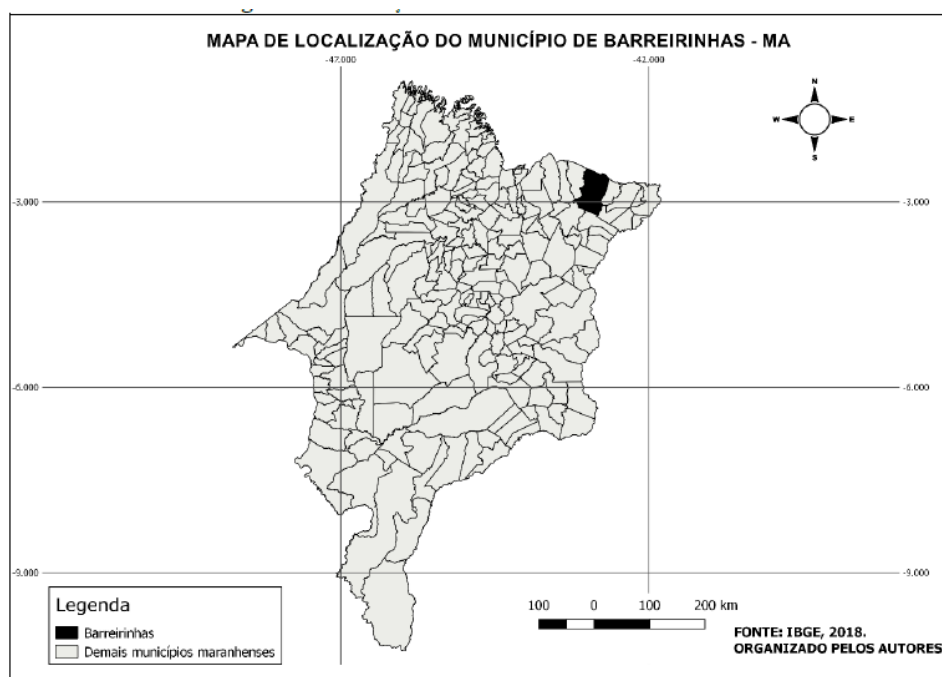 MAPA DE LOCALIZAÇÃO DO MUNICÍPIO DE BARREIRINHAS - MA
-47.000
-41.000
N
W
E
S
-3.000
-3.000
-6.000
-6.000
-9.000
-9.000
Legenda
Barreirinhas
Demais municípios maranhenses
100 0 100 200 km
FONTE: IBGE, 2018.
ORGANIZADO PELOS AUTORES